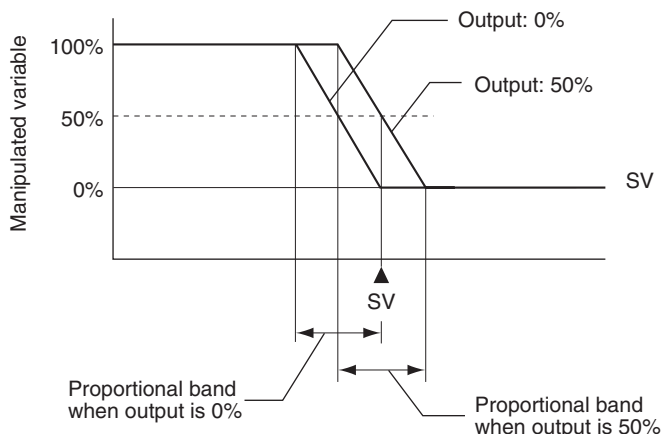 Output: 0%
100%
Output: 50%
Manipulated variable
50%
0%
SV
SV
Proportional band
when output is 0%
Proportional band
when output is 50%